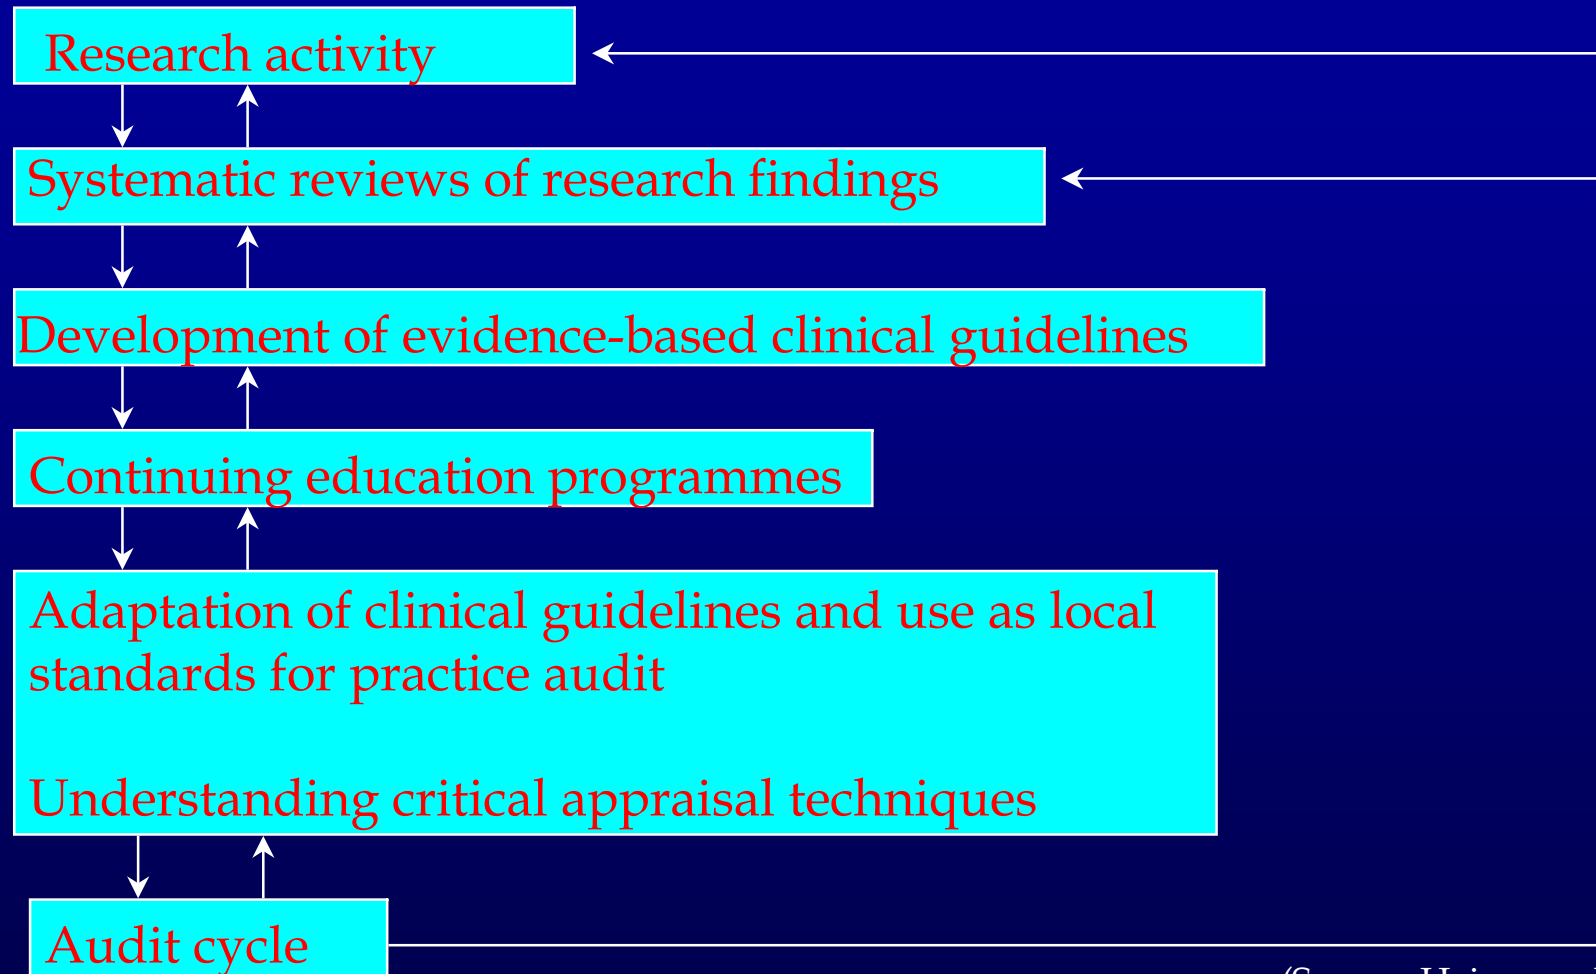 Research activity
Systematic reviews of research findings
Development of evidence-based clinical guidelines
Continuing education programmes
Adaptation of clinical guidelines and use as local
standards for practice audit
Understanding critical appraisal techniques
Audit cycle